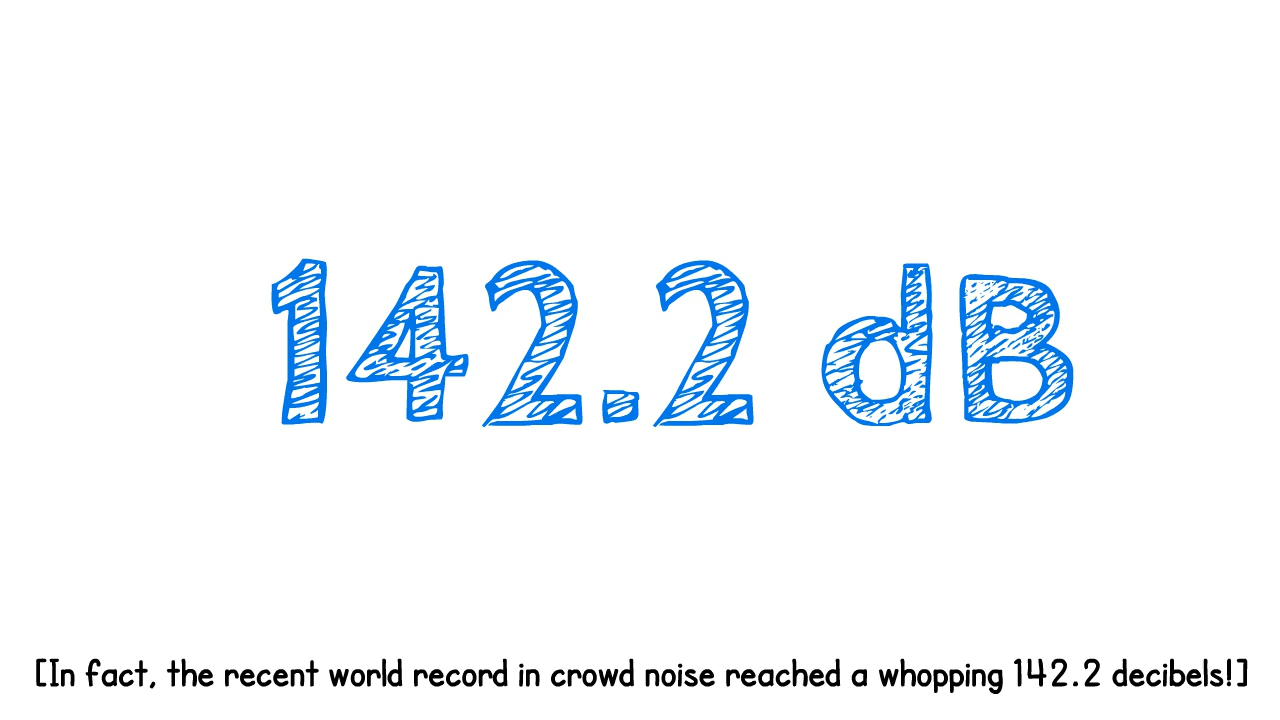 142.2 dB
[In fact, the recent world record in crowd noise reached a whopping 142.2 decibels!]